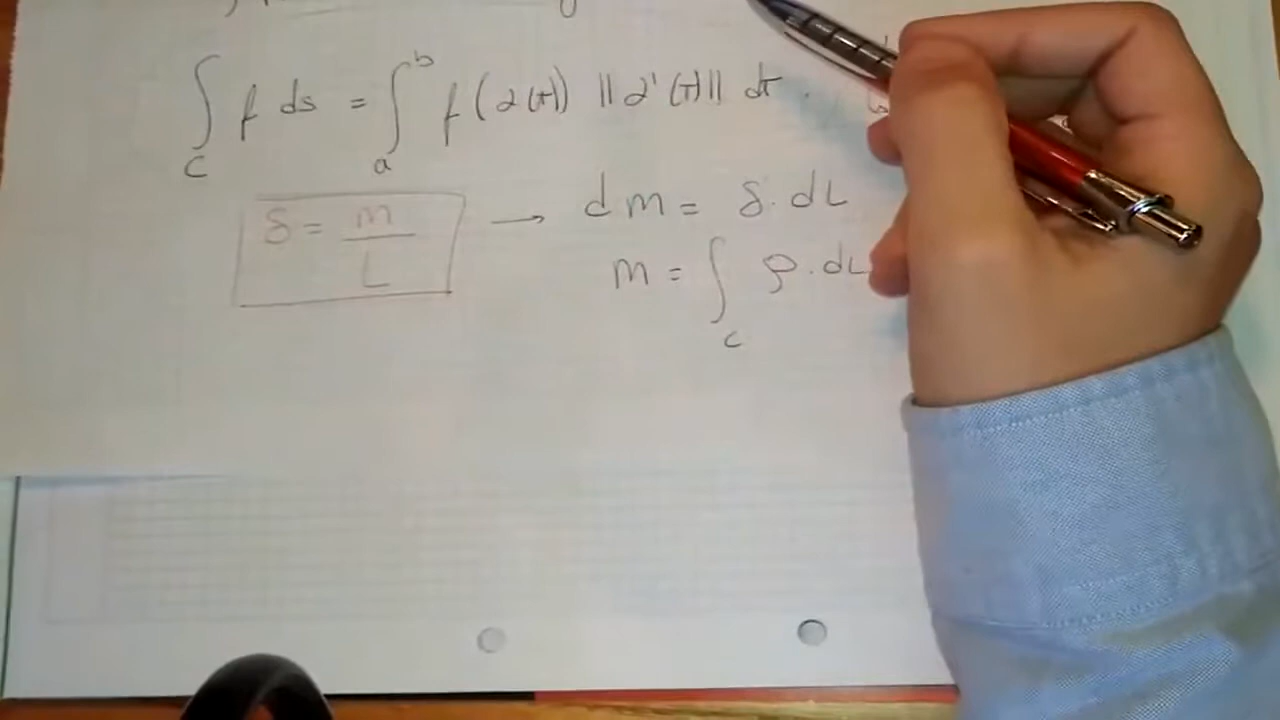 ∫_C f ds = ∫_a^b f(α(t)) ||α'(t)|| dt.
δ = m/L → dm = δ. dL
m = ∫_C ρ. dL